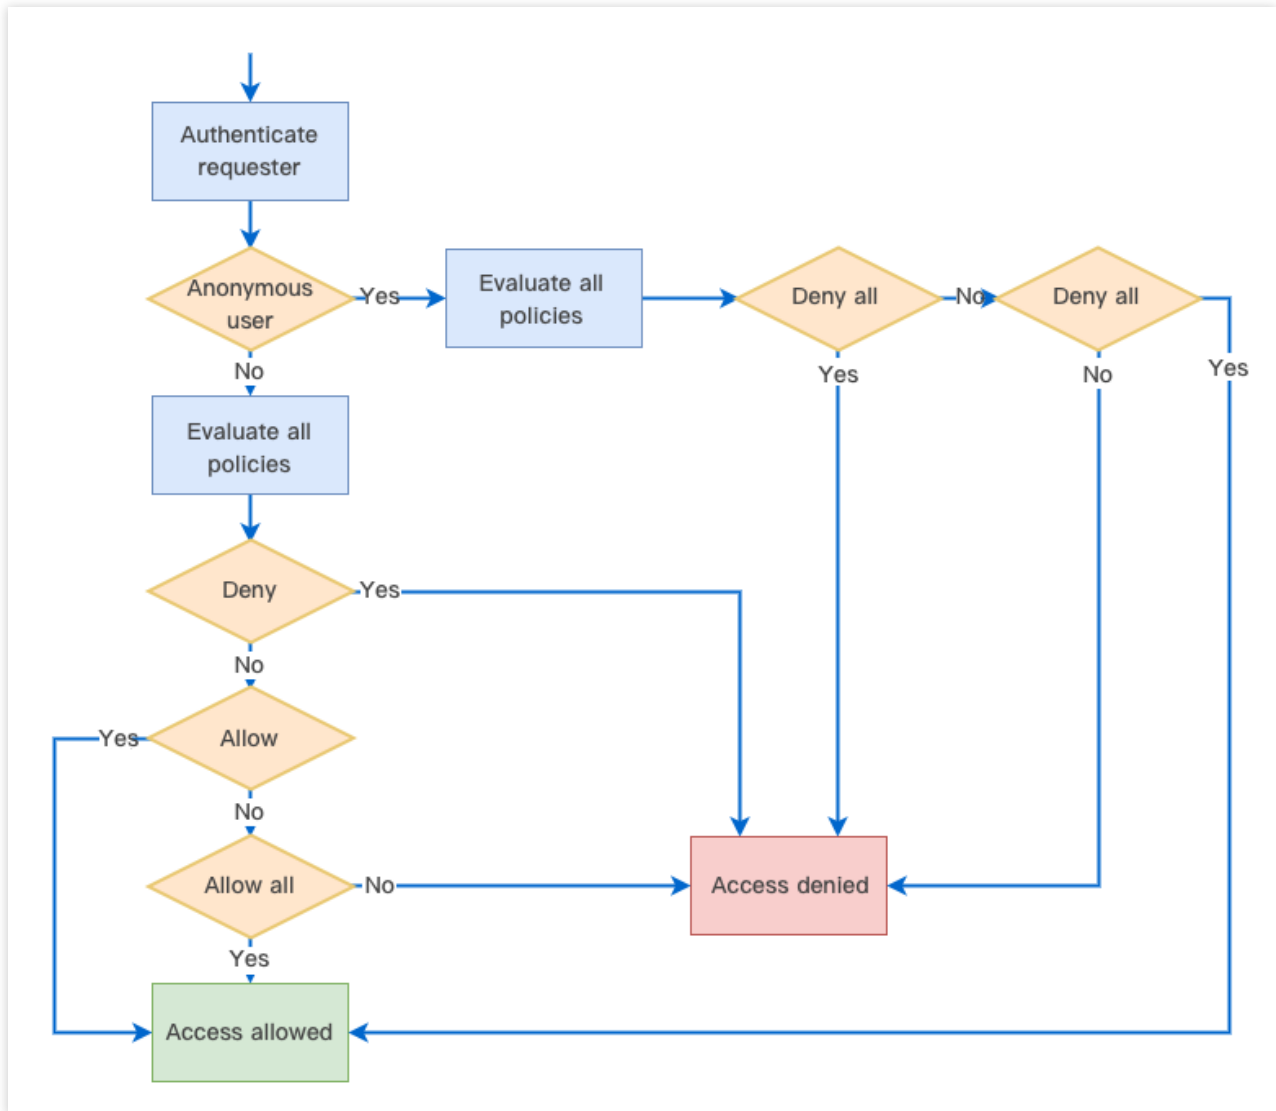 Authenticate
requester
Anonymous
user
Yes
Evaluate all
policies
Deny all
No
Deny all
Yes
No
Yes
No
Evaluate all
policies
Deny
Yes
No
Allow
Yes
No
Allow all
No
Access denied
Yes
Access allowed